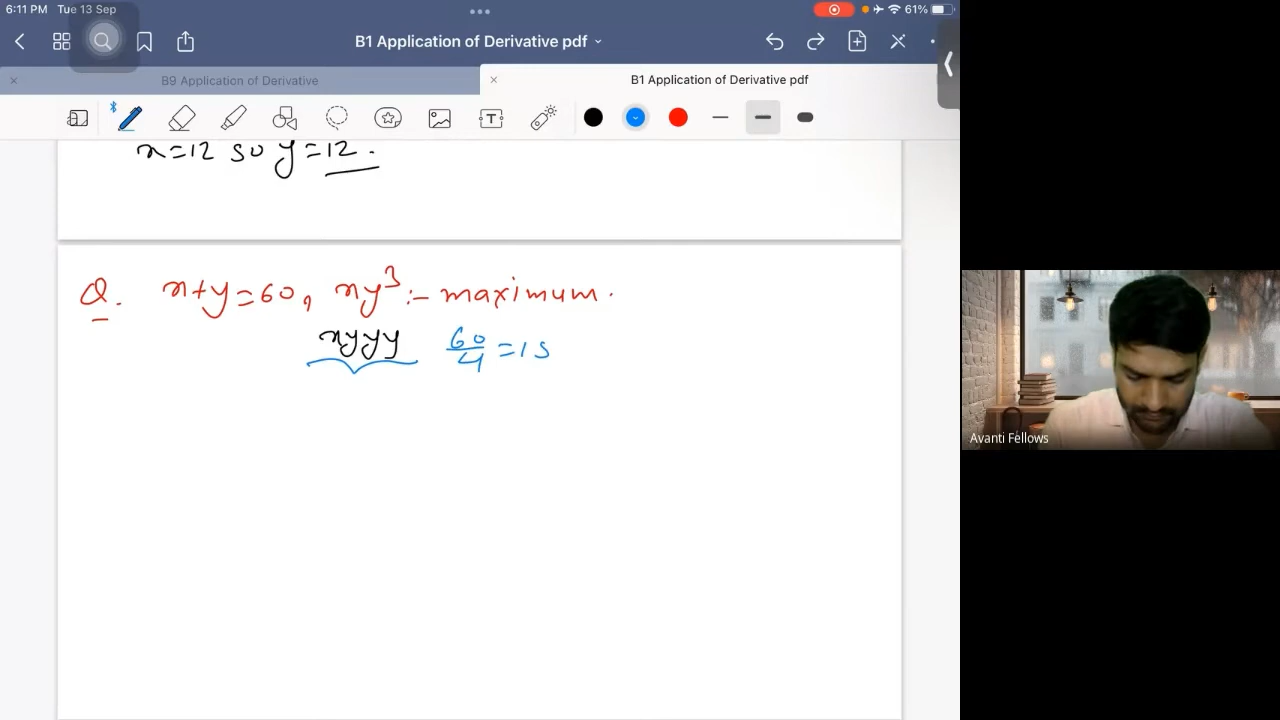 6:11 PM Tue 13 Sep
61%
B1 Application of Derivative pdf
B9 Application of Derivative
B1 Application of Derivative pdf
T
x=12 so y=12.
Q. x+y=60, xy³:- maximum.
xyyy 60/4 =15
Avanti Fellows